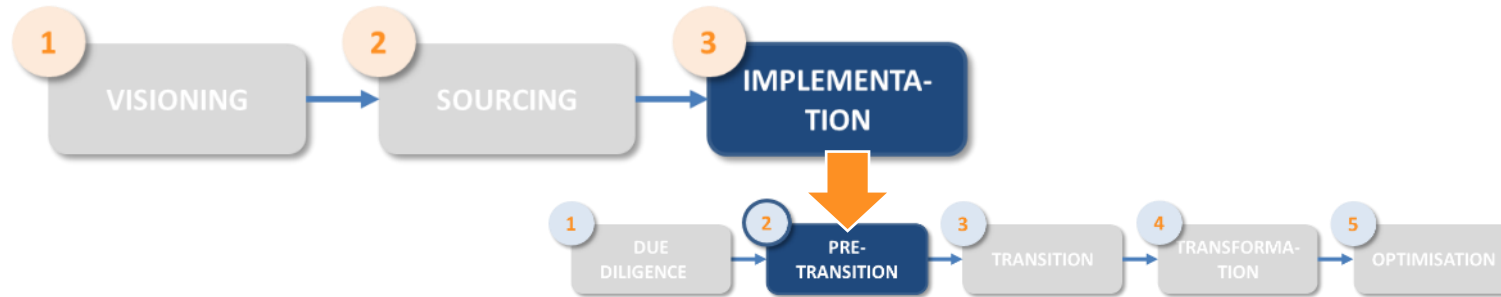 1
VISIONING
2
SOURCING
3
IMPLEMENTA-
TION
1
DUE
DILIGENCE
2
PRE-
TRANSITION
3
TRANSITION
4
TRANSFORMA-
TION
5
OPTIMISATION